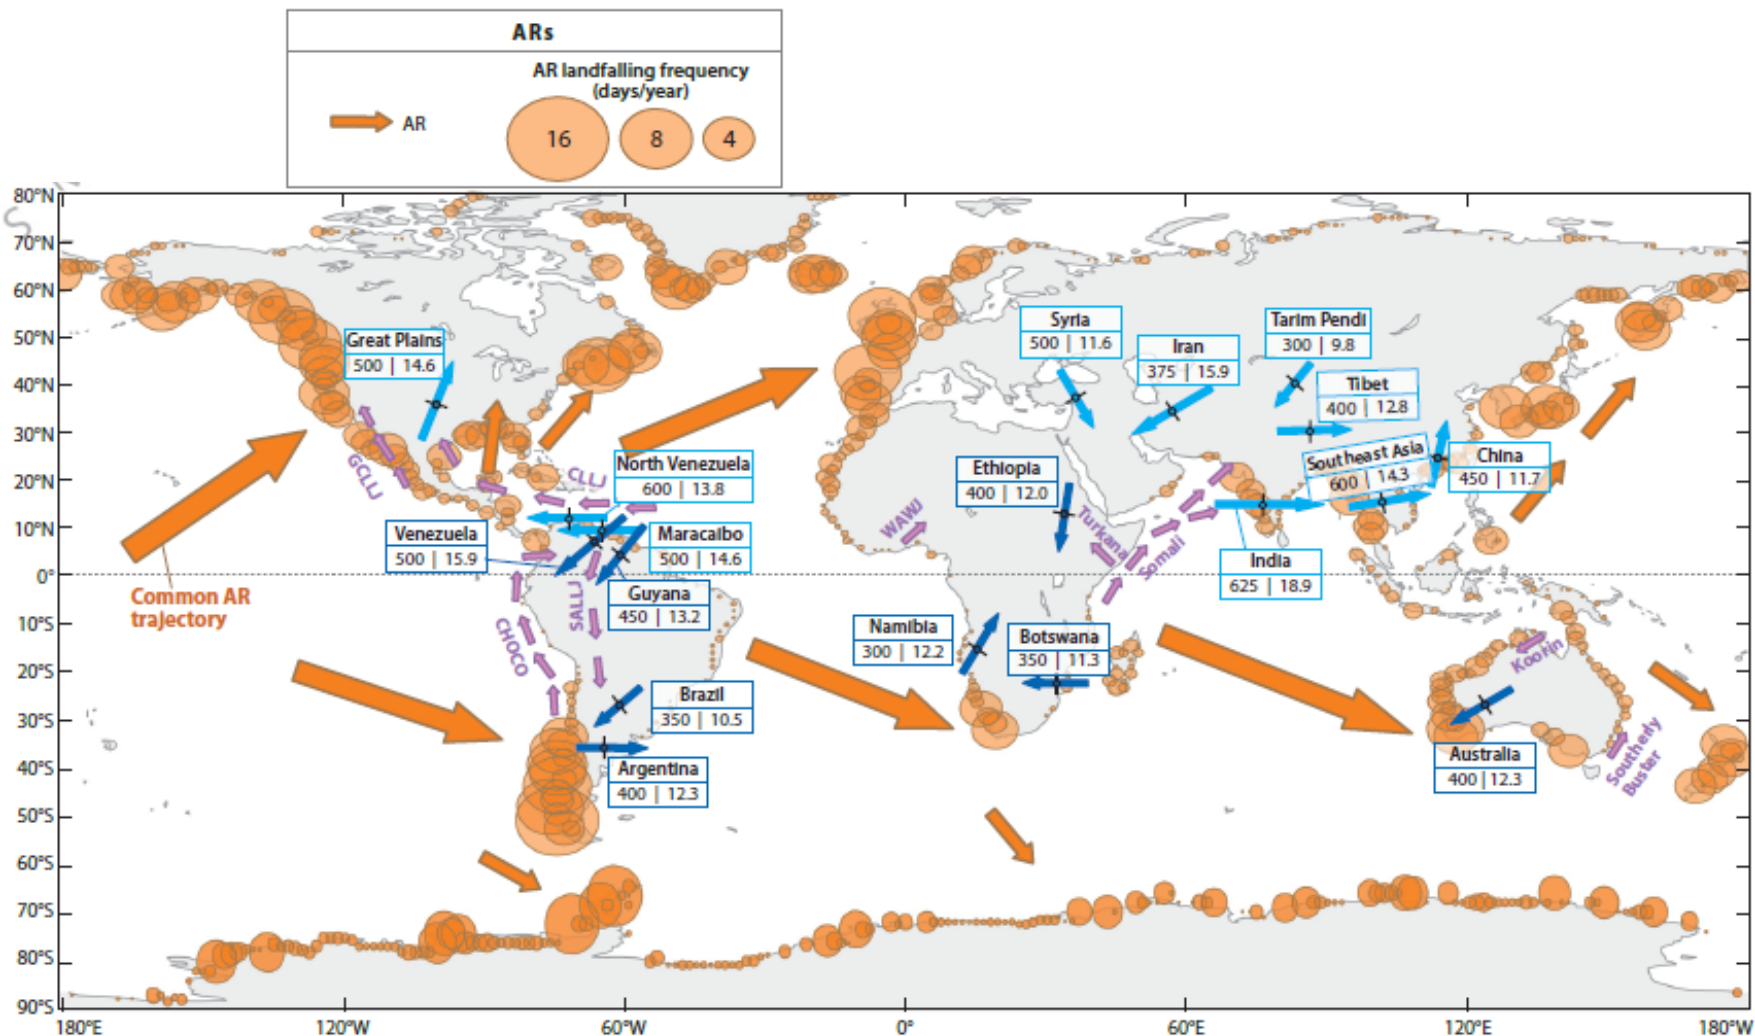 ARs
AR landfalling frequency
(days/year)
AR
16
8
4
80°N
70°N
60°N
50°N
40°N
30°N
20°N
10°N
0°
10°S
20°S
30°S
40°S
50°S
60°S
70°S
80°S
90°S
Great Plains
500 | 14.6
Syria
500 | 11.6
Iran
375 | 15.9
Tarim Pendi
300 | 9.8
Tibet
400 | 12.8
Southeast Asia
600 | 14.3
China
450 | 11.7
GCLLJ
CLLJ
North Venezuela
600 | 13.8
Ethiopia
400 | 12.0
WAWJ
Turkana
Somali
Venezuela
500 | 15.9
Maracaibo
500 | 14.6
India
625 | 18.9
Common AR
trajectory
Guyana
450 | 13.2
SALLJ
CHOCO
Namibia
300 | 12.2
Botswana
350 | 11.3
Koorin
Brazil
350 | 10.5
Argentina
400 | 12.3
Australia
400 | 12.3
Southerly
Buster
180°E
120°W
60°W
0°
60°E
120°E
180°W